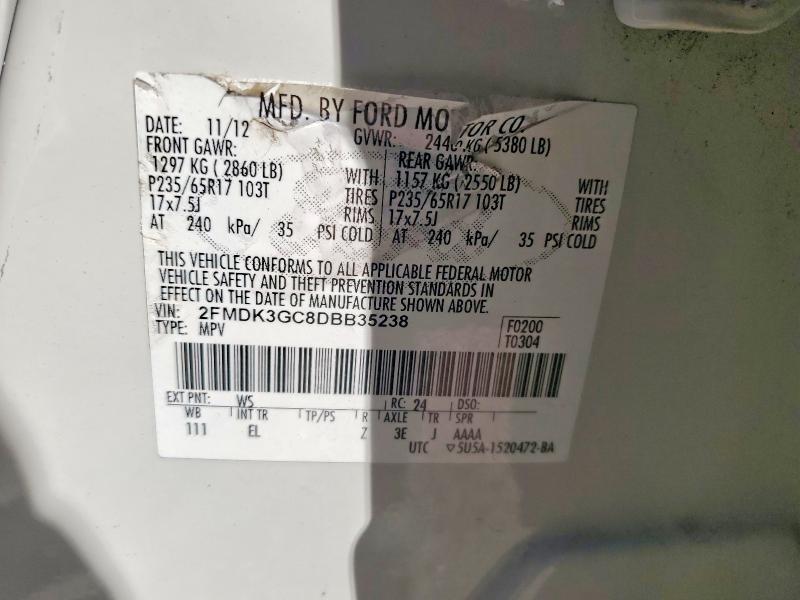 MFD. BY FORD MOTOR CO.
DATE: 11/12 GVWR: 2440 KG ( 5380 LB)
FRONT GAWR: REAR GAWR:
1297 KG ( 2860 LB) WITH 1157 KG ( 2550 LB) WITH
P235/65R17 103T TIRES P235/65R17 103T TIRES
17x7.5J RIMS 17x7.5J RIMS
AT 240 kPa/ 35 PSI COLD AT 240 kPa/ 35 PSI COLD
THIS VEHICLE CONFORMS TO ALL APPLICABLE FEDERAL MOTOR
VEHICLE SAFETY AND THEFT PREVENTION STANDARDS IN
EFFECT ON THE DATE OF MANUFACTURE SHOWN ABOVE.
VIN: 2FMDK3GC8DBB35238 F0200
TYPE: MPV T0304
EXT PNT: WS RC: 24 DSO:
WB INT TR TP/PS R AXLE TR SPR
111 EL Z 3E J AAAA
UTC ▽5U5A-1520472-BA